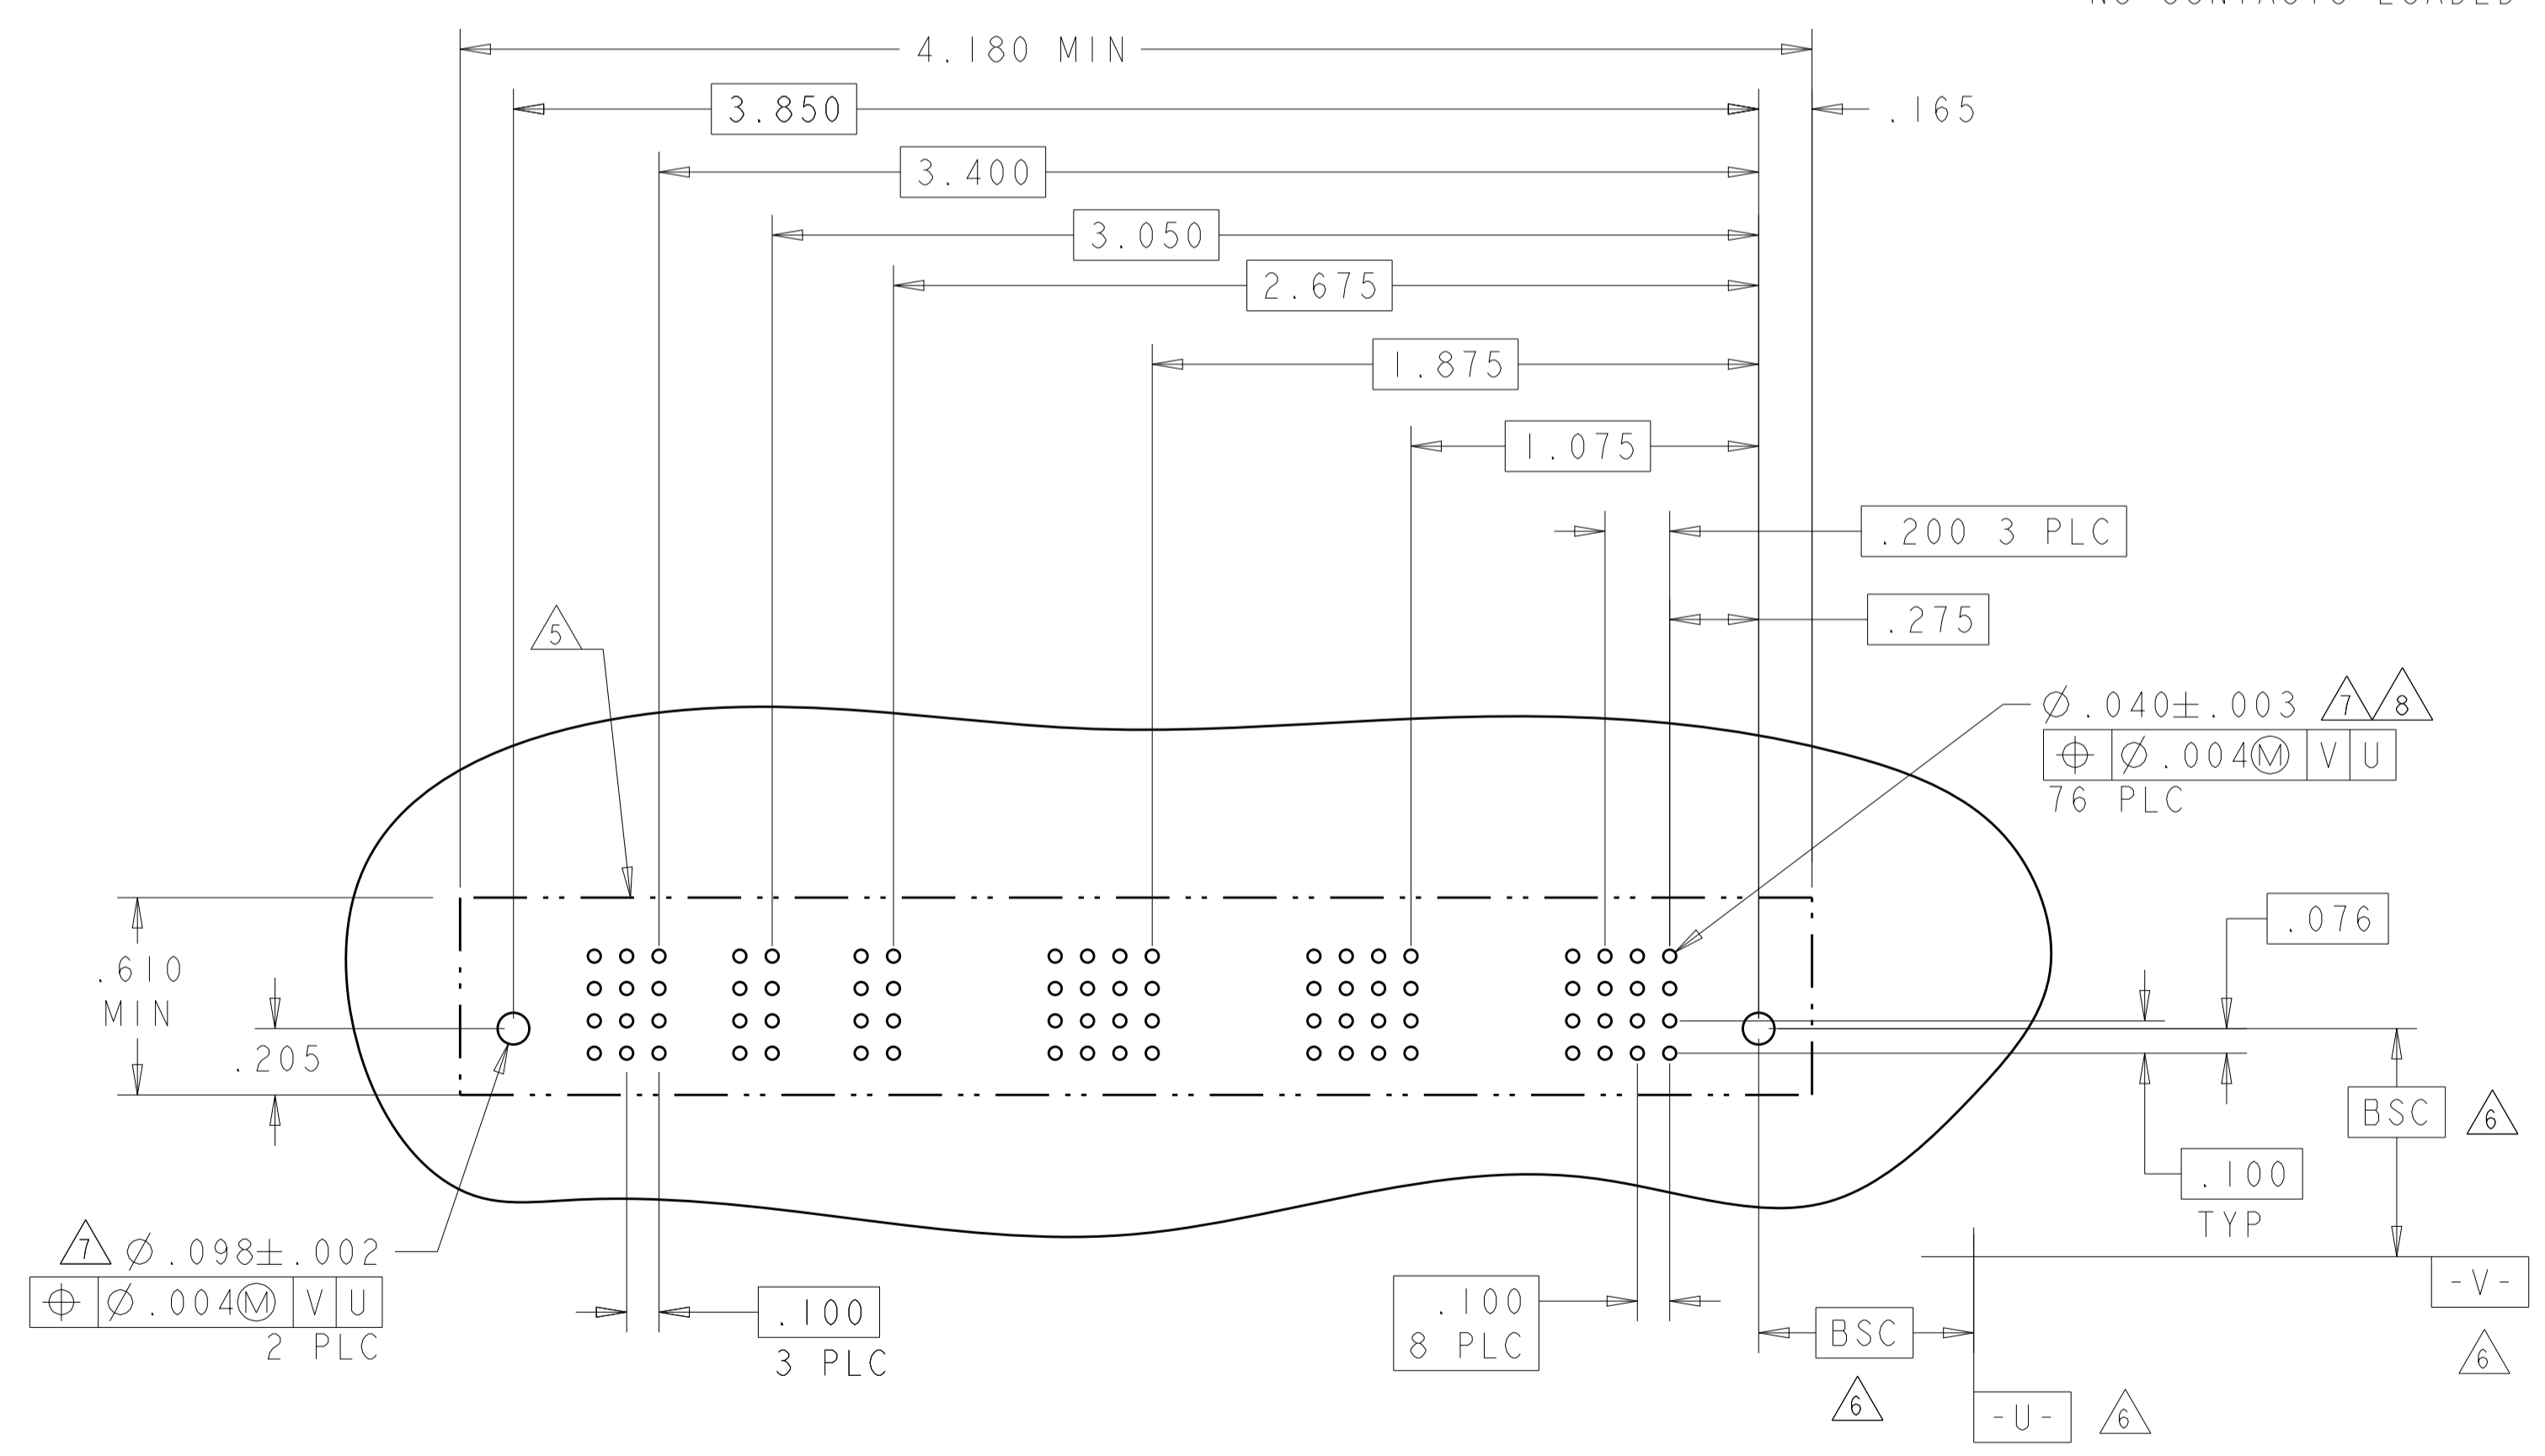 4.180 MIN
3.850
.165
3.400
3.050
2.675
1.875
1.075
.200 3 PLC
.275
5
⌀.040±.003 7 8
⌖ ⌀.004Ⓜ V U
76 PLC
.076
.610
MIN
.205
BSC 6
.100
TYP
7 ⌀.098±.002
⌖ ⌀.004Ⓜ V U
2 PLC
.100
3 PLC
.100
8 PLC
BSC
6
-V-
6
-U- 6